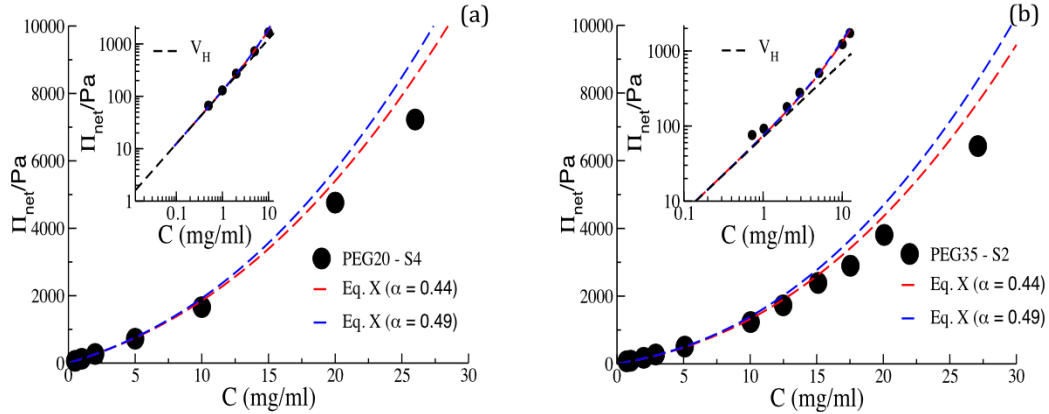 (a)
10000
8000
6000
4000
2000
0
Π_net/Pa
0 5 10 15 20 25 30
C (mg/ml)
1000
100
10
1
Π_net/Pa
0.1 1 10
C (mg/ml)
V_H
PEG20 - S4
Eq. X (α = 0.44)
Eq. X (α = 0.49)
(b)
10000
8000
6000
4000
2000
0
Π_net/Pa
0 5 10 15 20 25 30
C (mg/ml)
1000
100
10
Π_net/Pa
0.1 1 10
C (mg/ml)
V_H
PEG35 - S2
Eq. X (α = 0.44)
Eq. X (α = 0.49)